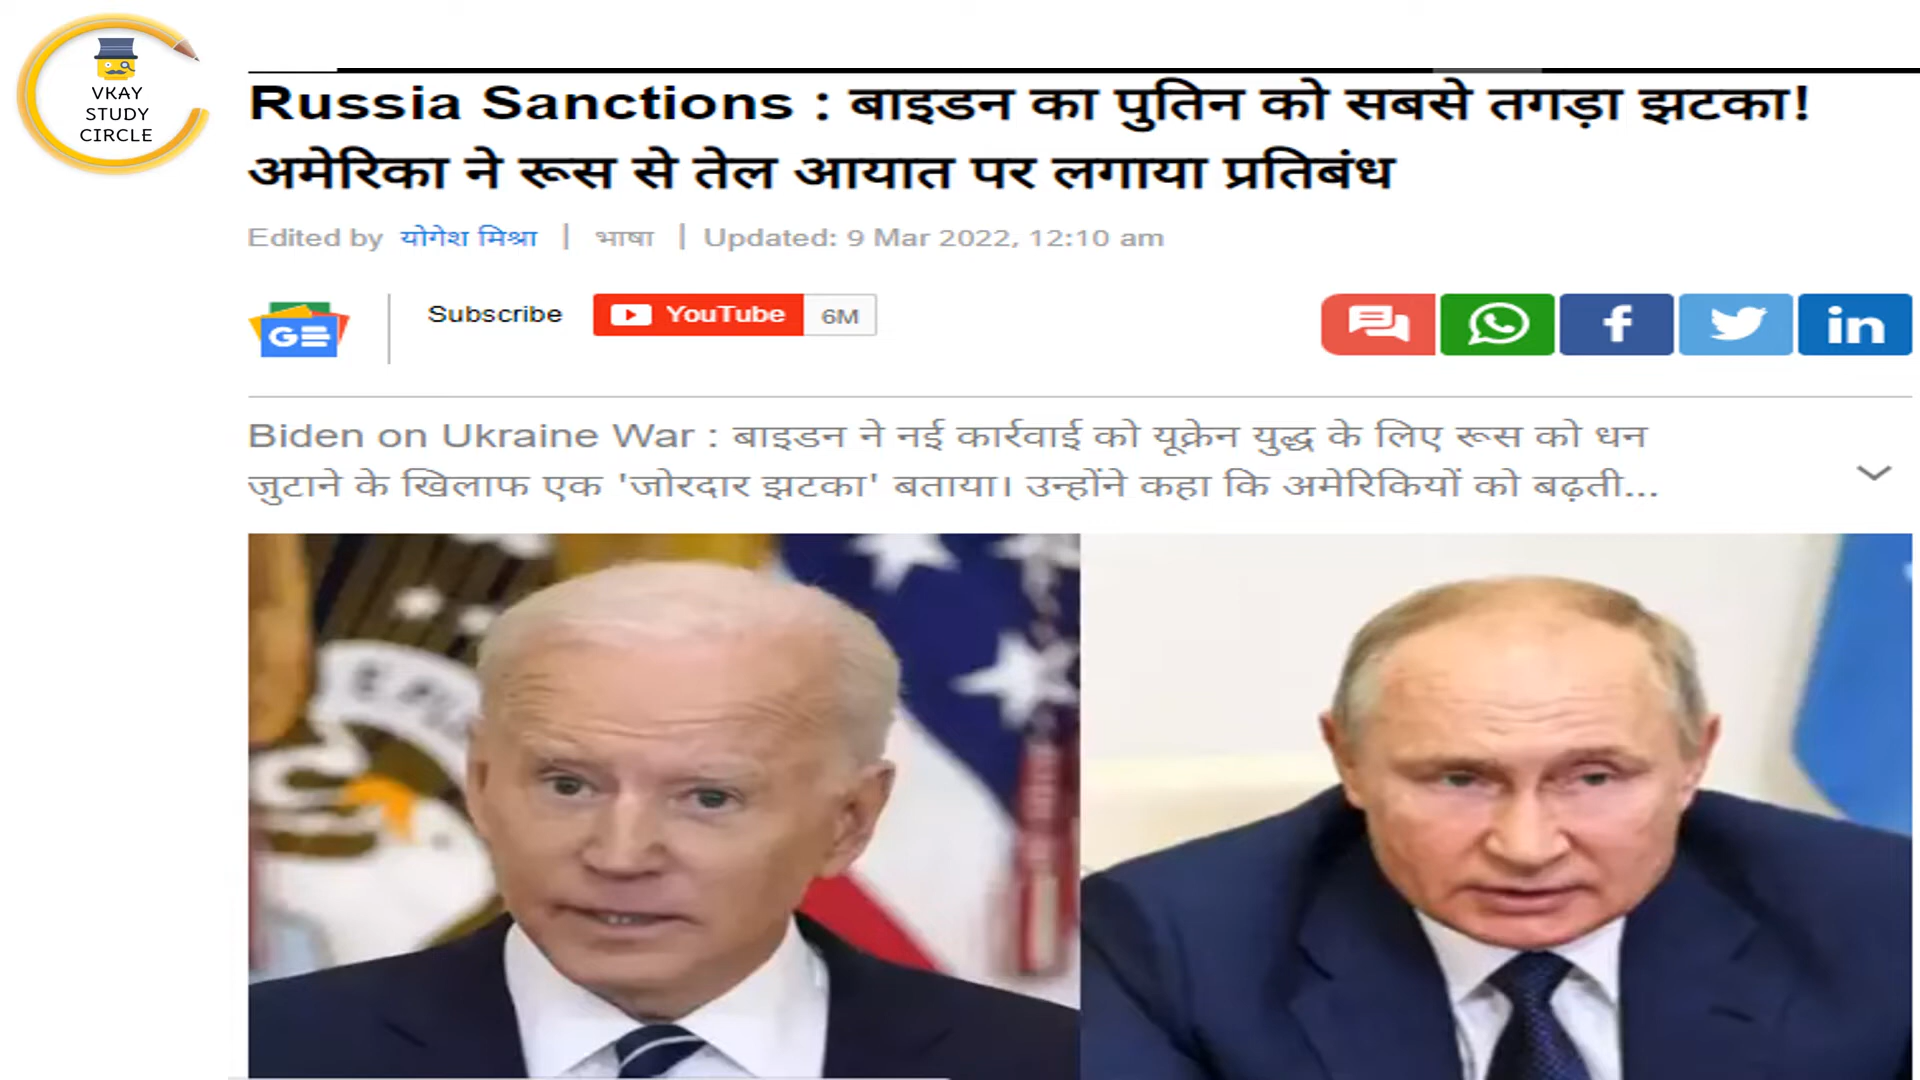 VKAY
STUDY
CIRCLE
Russia Sanctions : बाइडन का पुतिन को सबसे तगड़ा झटका!
अमेरिका ने रूस से तेल आयात पर लगाया प्रतिबंध
Edited by योगेश मिश्रा | भाषा | Updated: 9 Mar 2022, 12:10 am
Subscribe YouTube 6M
Biden on Ukraine War : बाइडन ने नई कार्रवाई को यूक्रेन युद्ध के लिए रूस को धन
जुटाने के खिलाफ एक 'जोरदार झटका' बताया। उन्होंने कहा कि अमेरिकियों को बढ़ती...